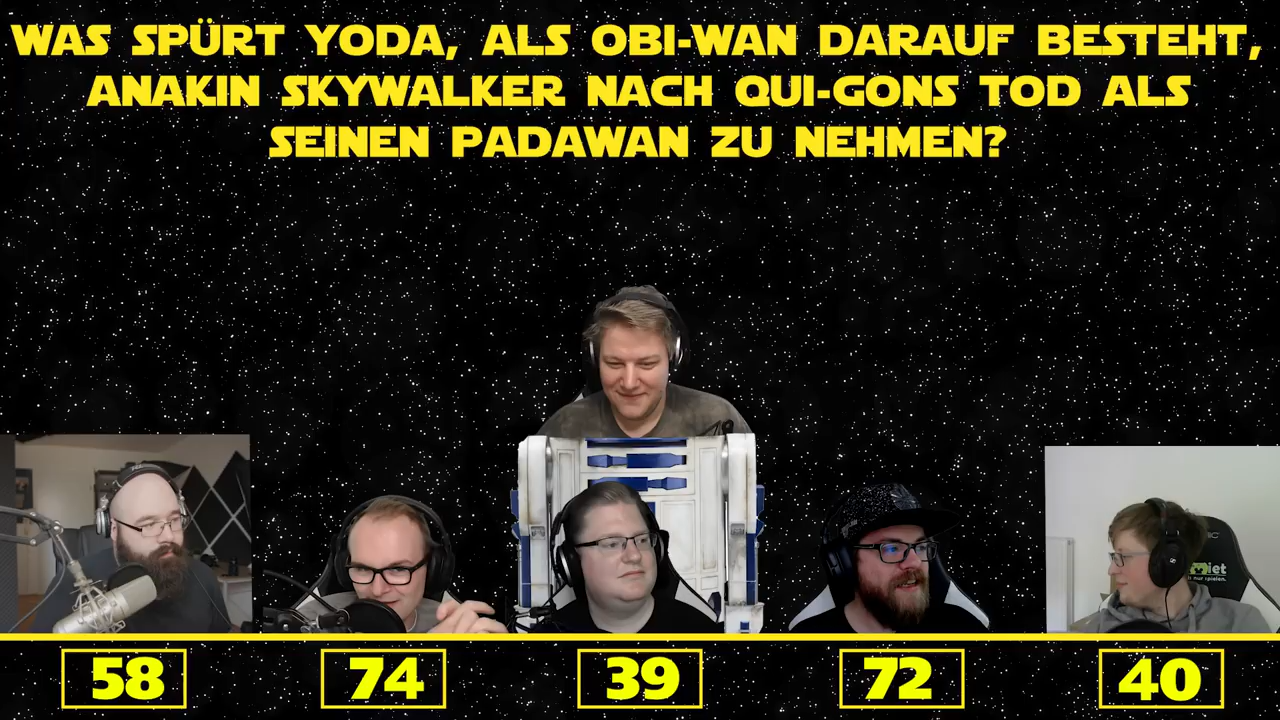 WAS SPÜRT YODA, ALS OBI-WAN DARAUF BESTEHT,
ANAKIN SKYWALKER NACH QUI-GONS TOD ALS
SEINEN PADAWAN ZU NEHMEN?
58 74 39 72 40